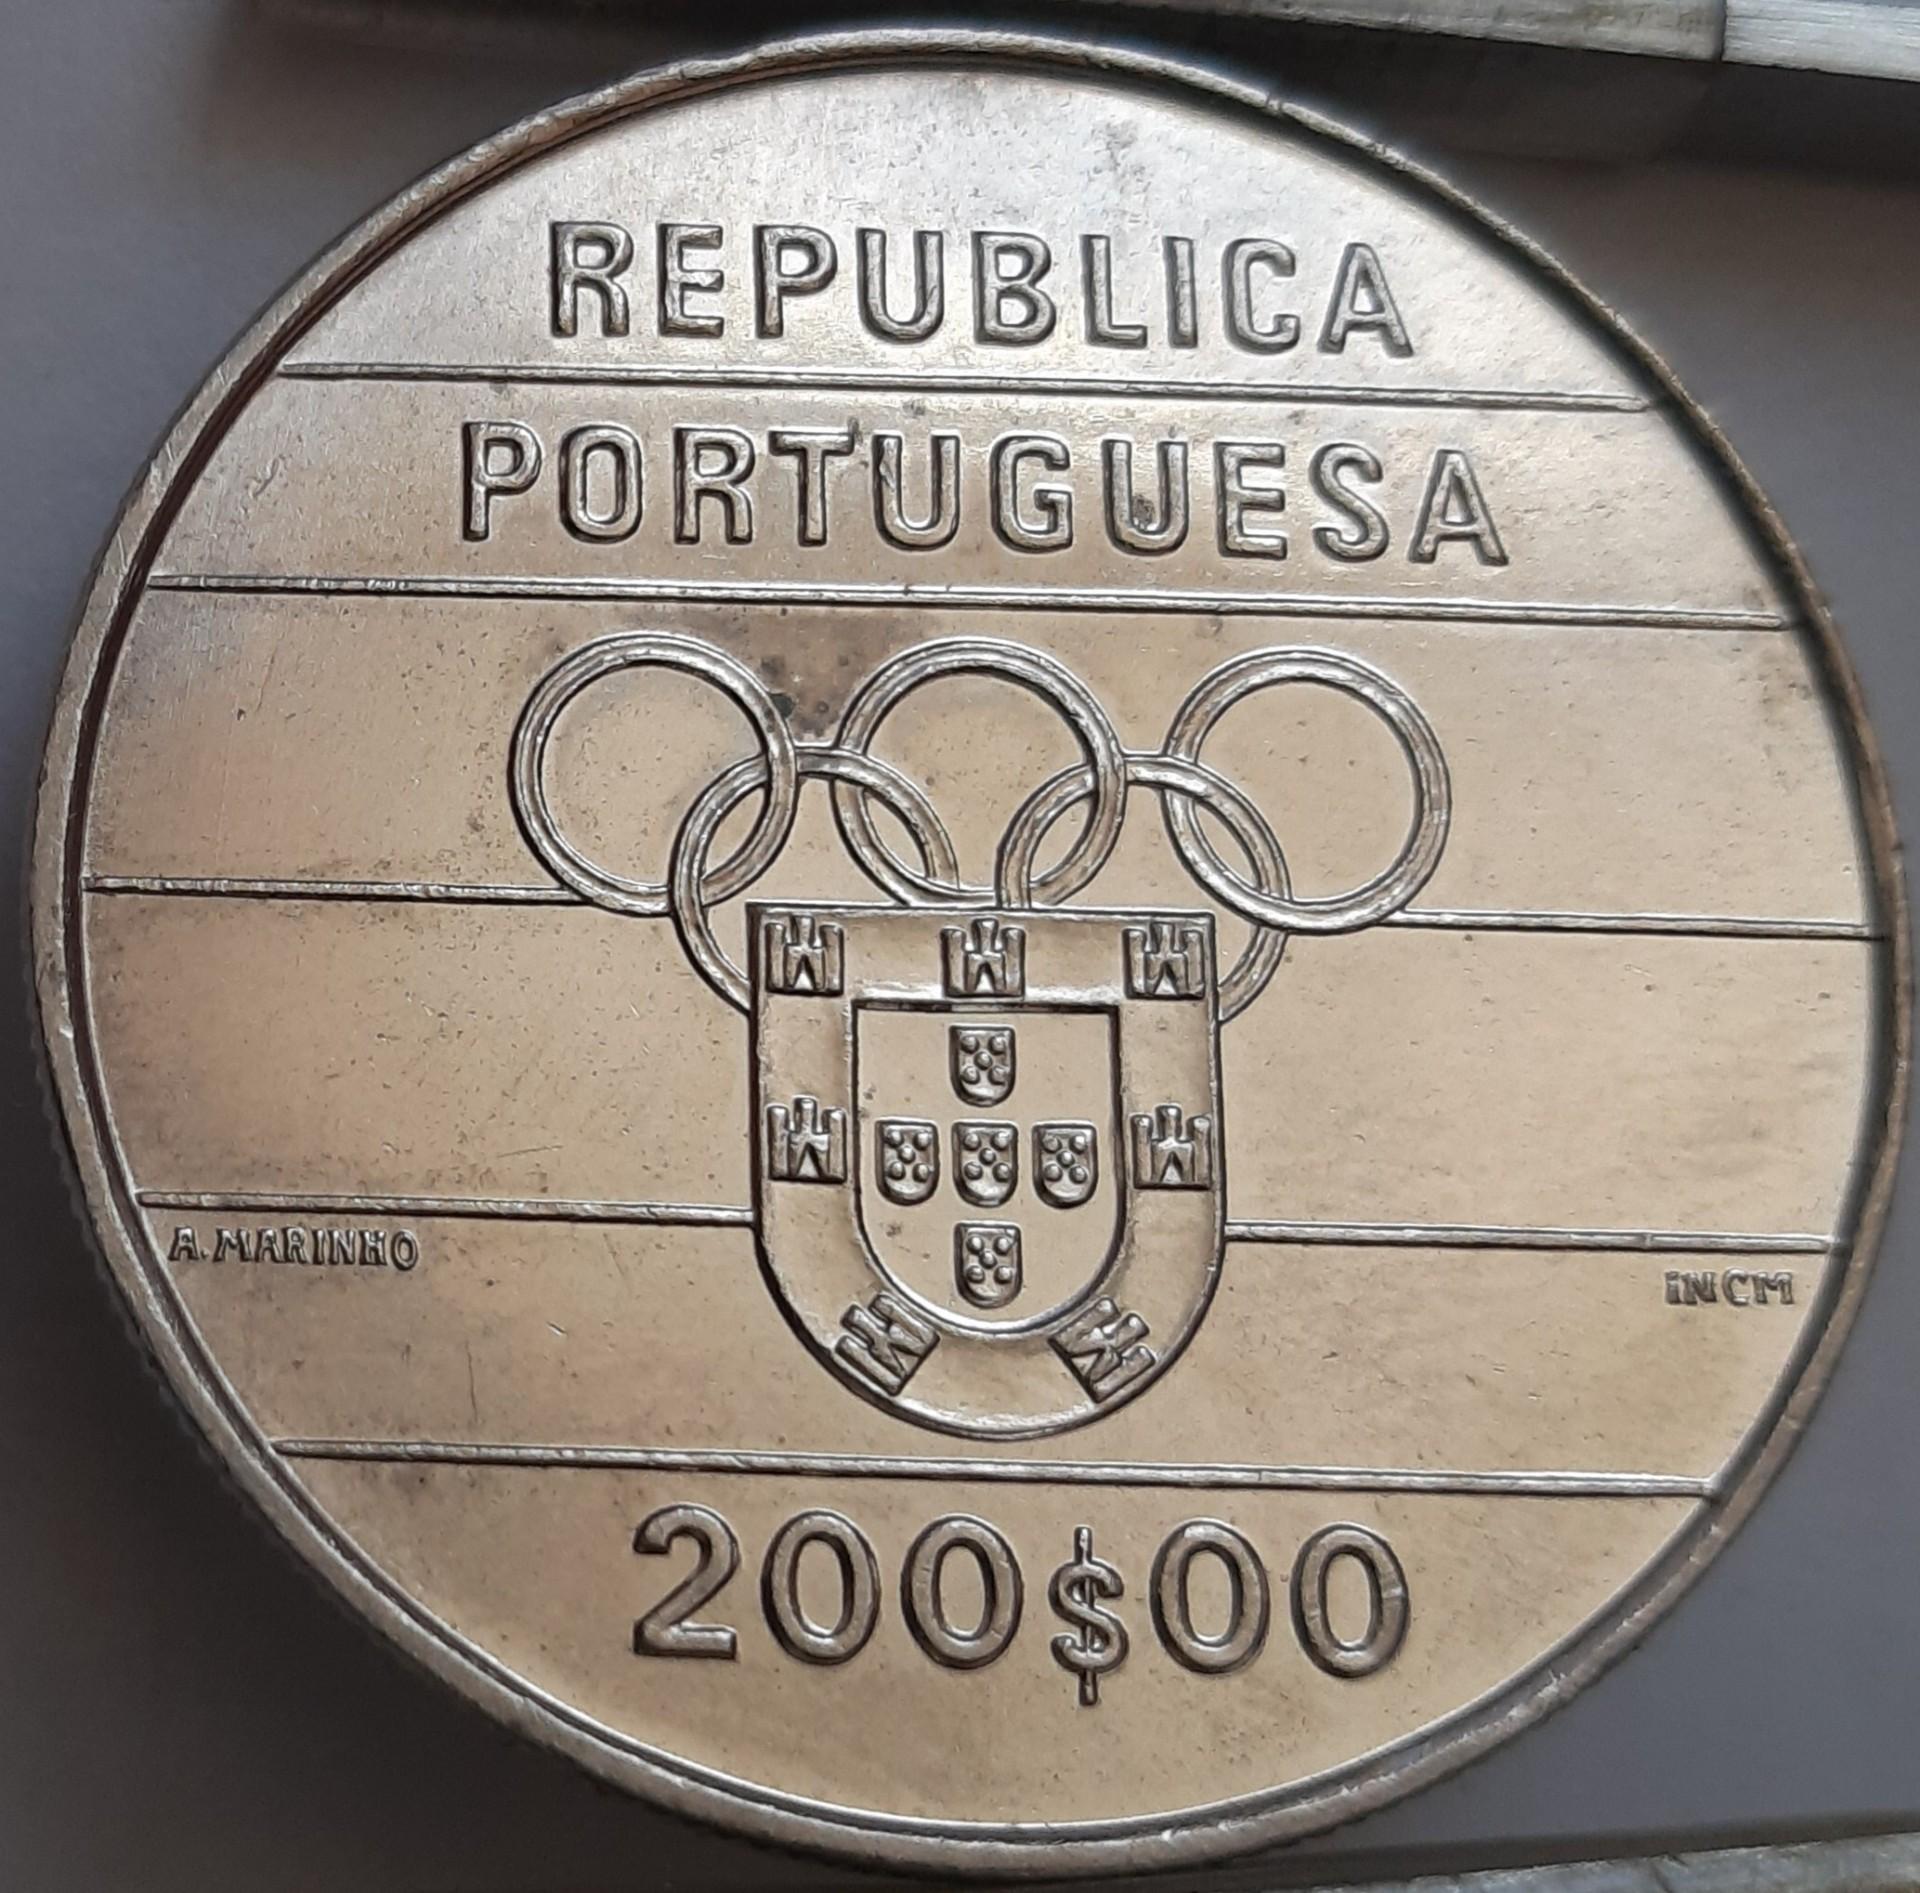 REPUBLICA
PORTUGUESA
A. MARINHO
INCM
200$00